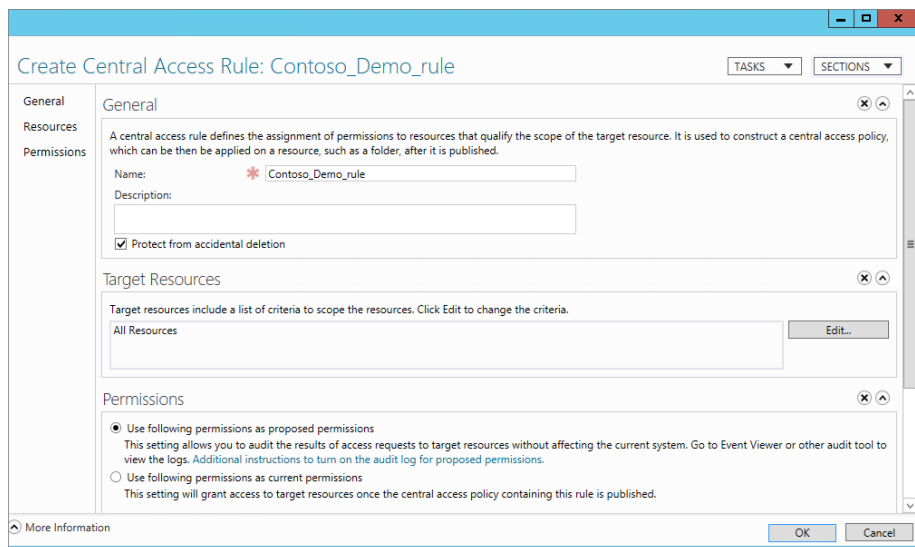 Create Central Access Rule: Contoso_Demo_rule
TASKS
SECTIONS
General
Resources
Permissions
General
A central access rule defines the assignment of permissions to resources that qualify the scope of the target resource. It is used to construct a central access policy,
which can be then be applied on a resource, such as a folder, after it is published.
Name: * Contoso_Demo_rule
Description:
Protect from accidental deletion
Target Resources
Target resources include a list of criteria to scope the resources. Click Edit to change the criteria.
All Resources
Edit...
Permissions
Use following permissions as proposed permissions
This setting allows you to audit the results of access requests to target resources without affecting the current system. Go to Event Viewer or other audit tool to
view the logs. Additional instructions to turn on the audit log for proposed permissions.
Use following permissions as current permissions
This setting will grant access to target resources once the central access policy containing this rule is published.
More Information
OK
Cancel